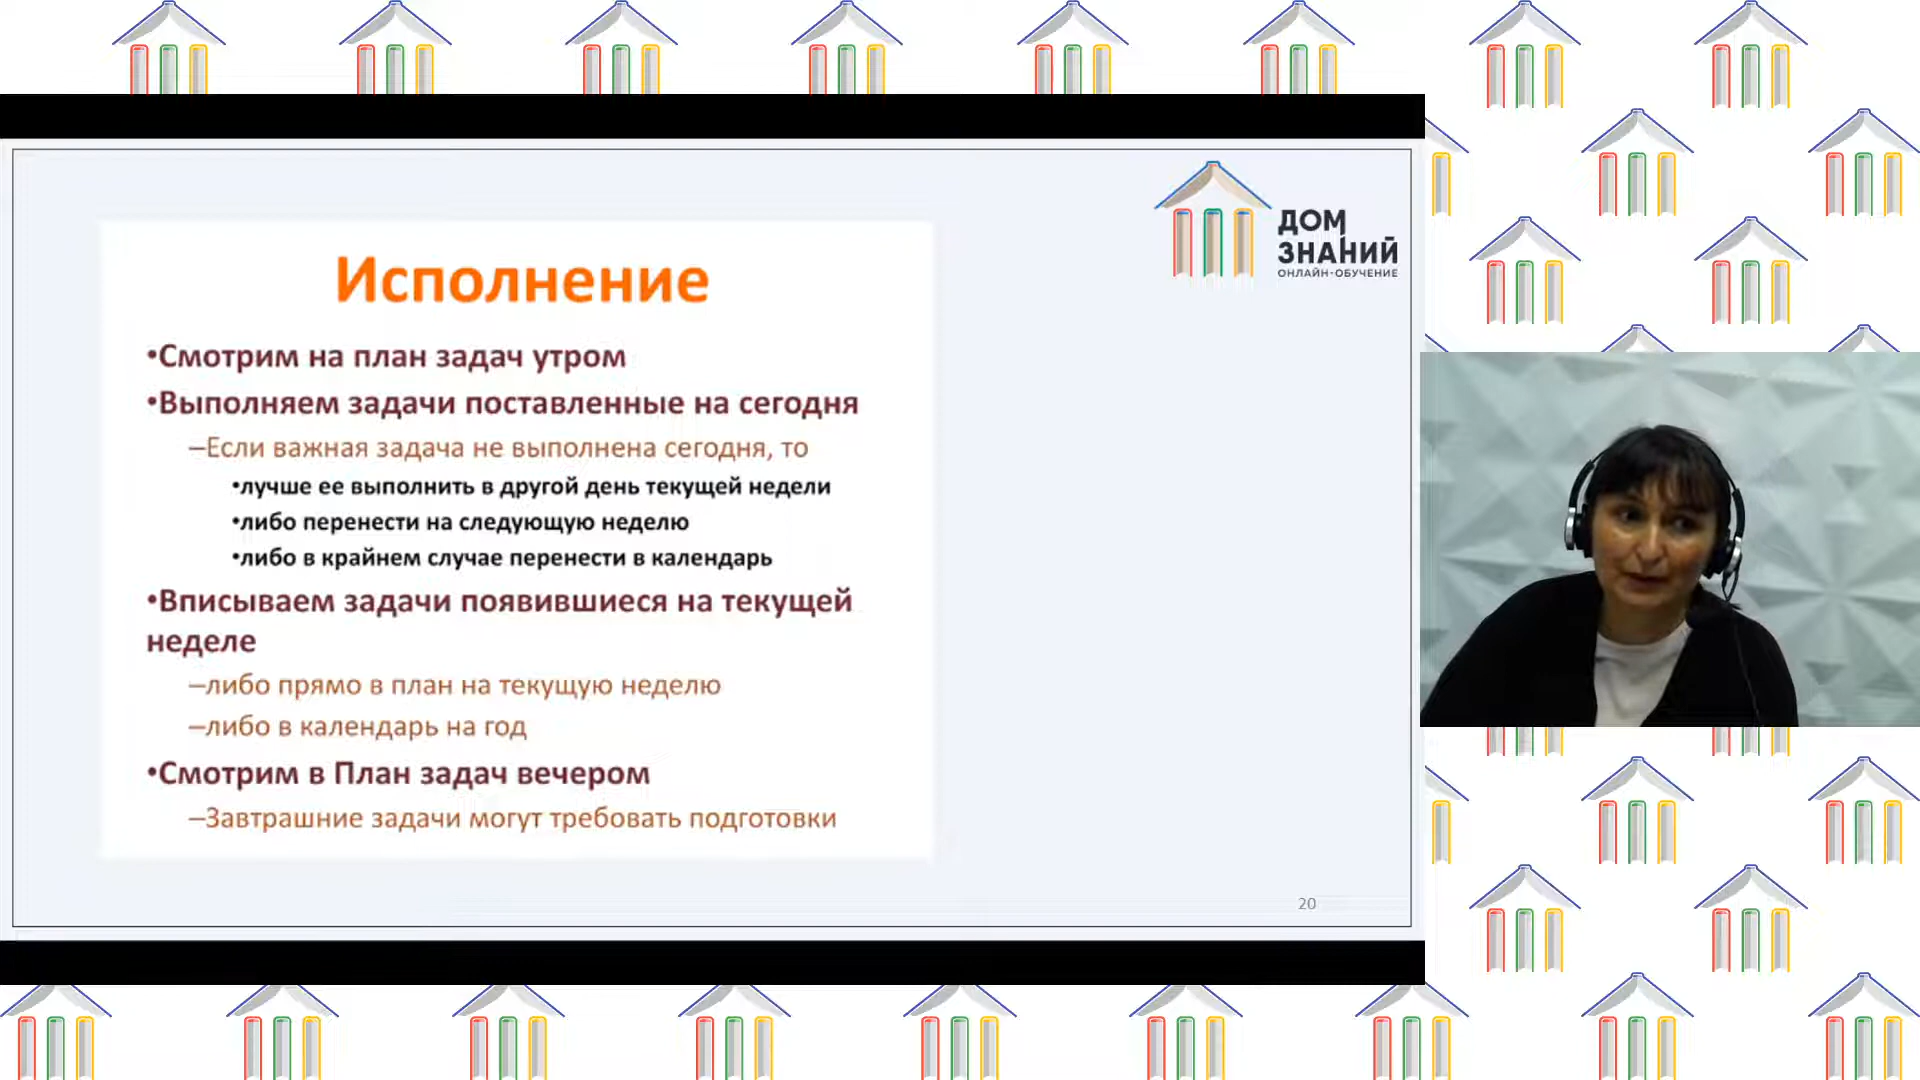 ДОМ
ЗНАНИЙ
ОНЛАЙН-ОБУЧЕНИЕ
Исполнение
•Смотрим на план задач утром
•Выполняем задачи поставленные на сегодня
–Если важная задача не выполнена сегодня, то
•лучше ее выполнить в другой день текущей недели
•либо перенести на следующую неделю
•либо в крайнем случае перенести в календарь
•Вписываем задачи появившиеся на текущей
неделе
–либо прямо в план на текущую неделю
–либо в календарь на год
•Смотрим в План задач вечером
–Завтрашние задачи могут требовать подготовки
20